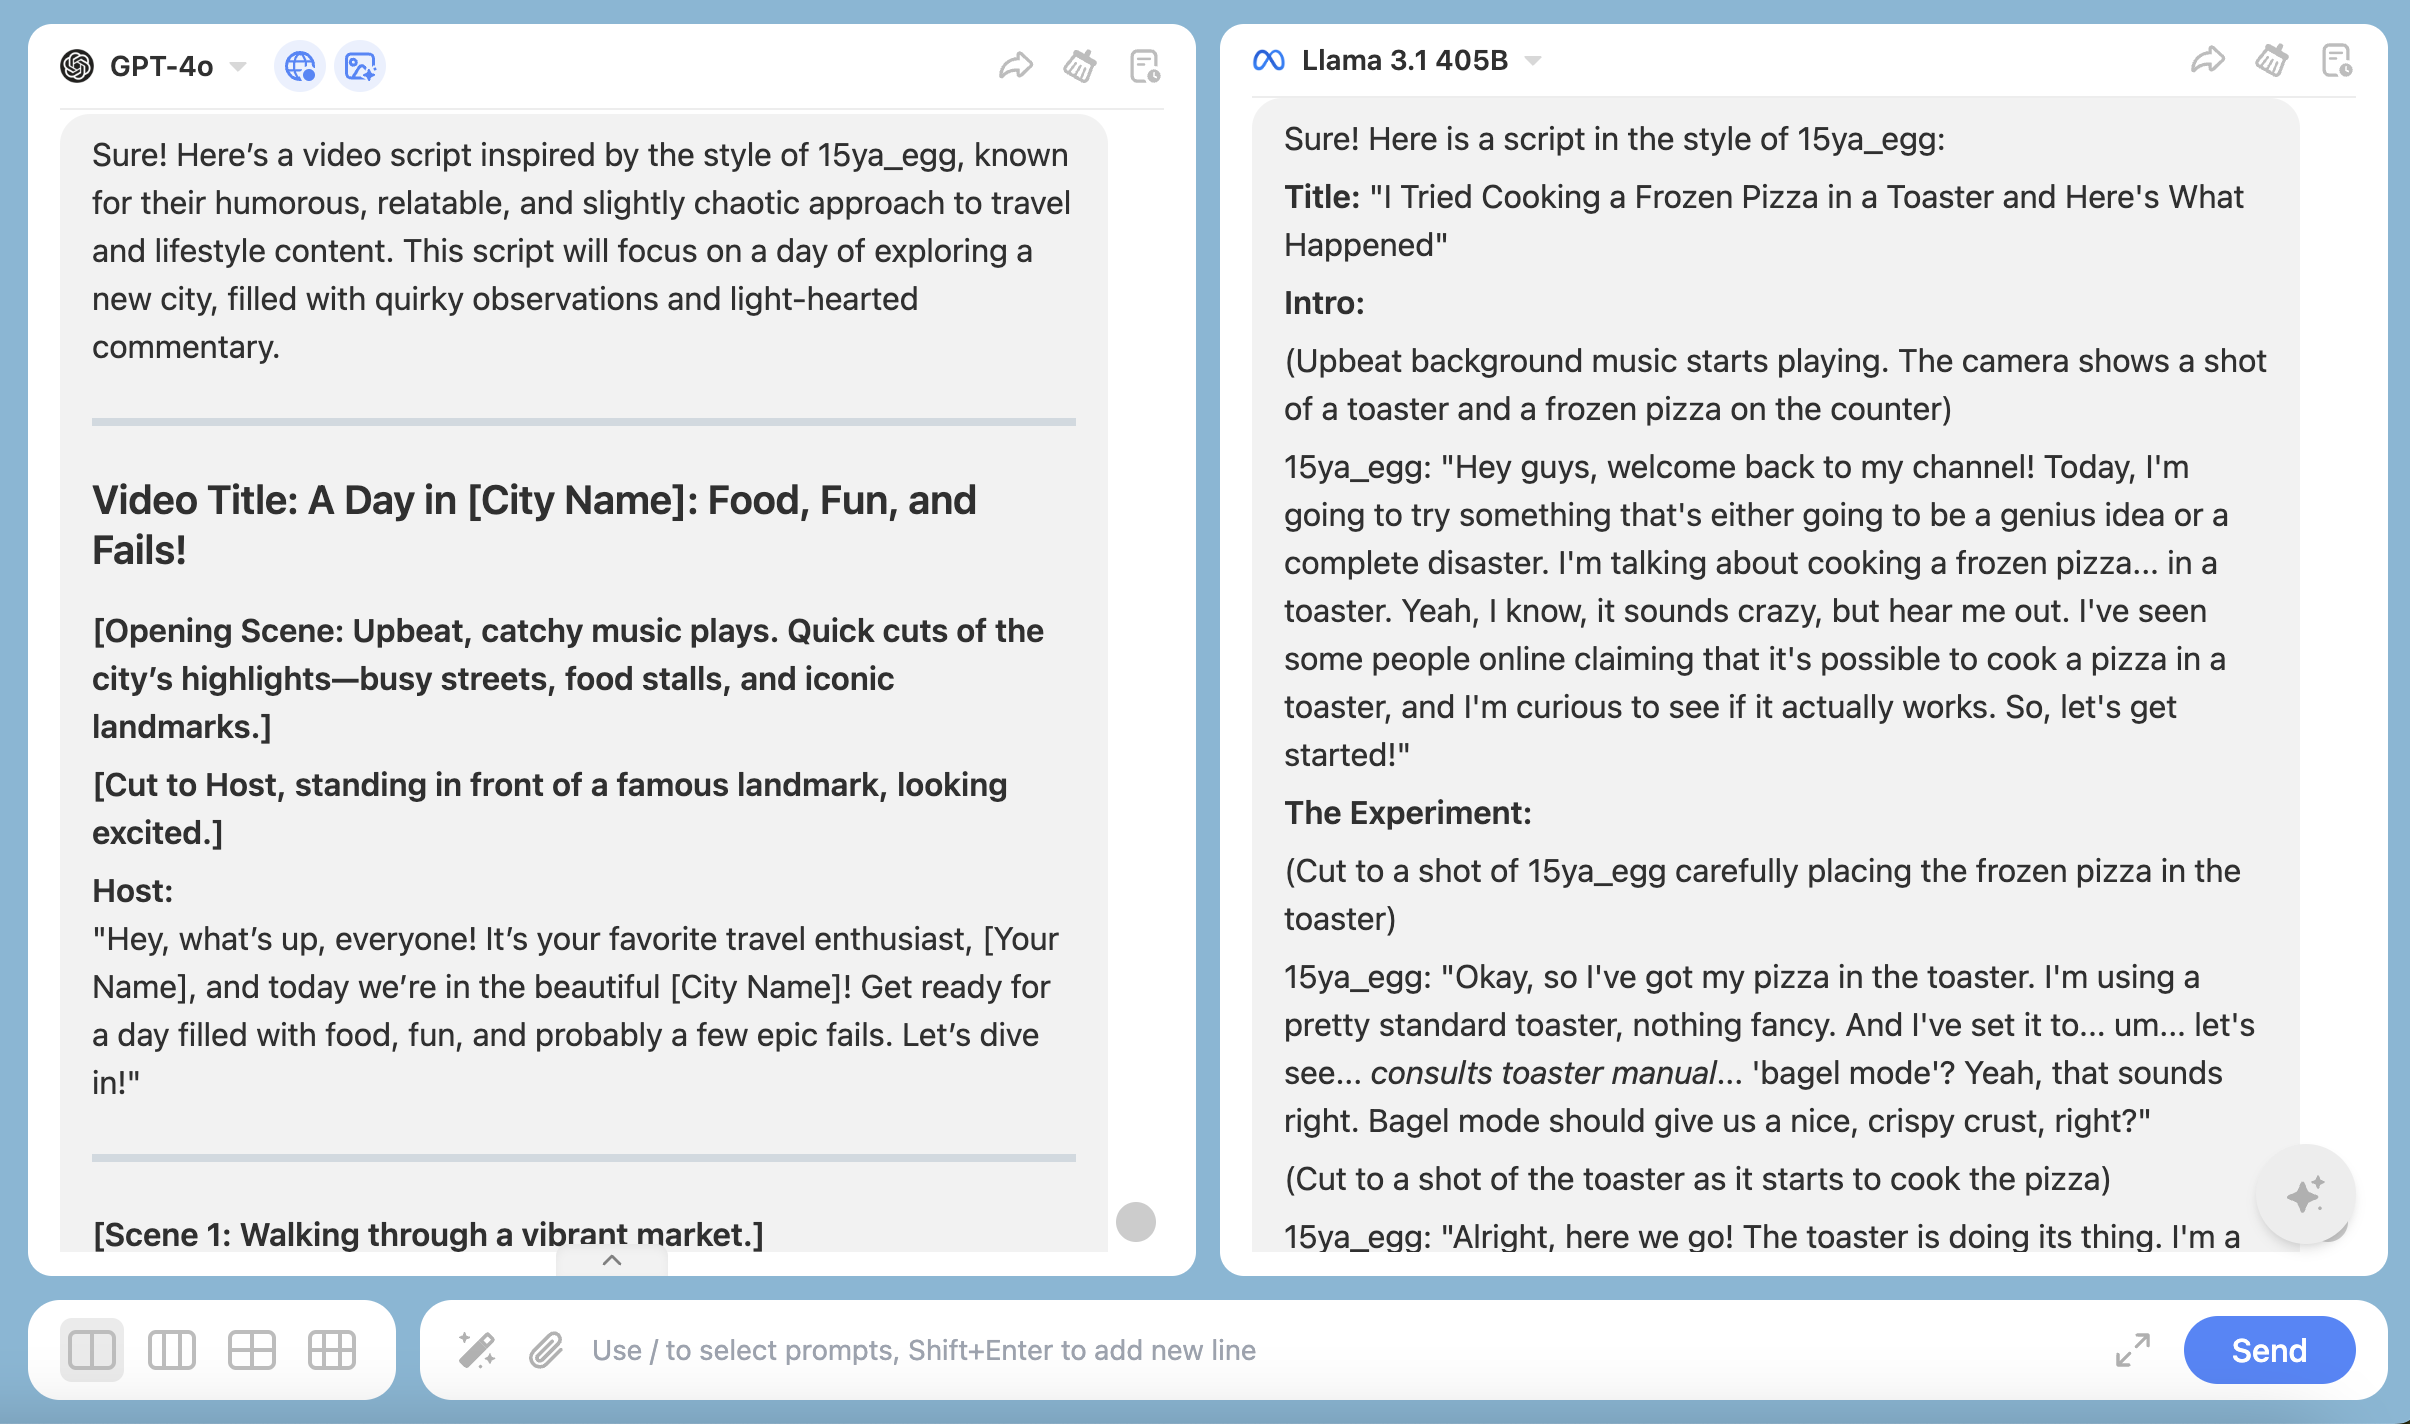 GPT-4o
Sure! Here’s a video script inspired by the style of 15ya_egg, known
for their humorous, relatable, and slightly chaotic approach to travel
and lifestyle content. This script will focus on a day of exploring a
new city, filled with quirky observations and light-hearted
commentary.
Video Title: A Day in [City Name]: Food, Fun, and
Fails!
[Opening Scene: Upbeat, catchy music plays. Quick cuts of the
city’s highlights—busy streets, food stalls, and iconic
landmarks.]
[Cut to Host, standing in front of a famous landmark, looking
excited.]
Host:
"Hey, what’s up, everyone! It’s your favorite travel enthusiast, [Your
Name], and today we’re in the beautiful [City Name]! Get ready for
a day filled with food, fun, and probably a few epic fails. Let’s dive
in!"
[Scene 1: Walking through a vibrant market.]
Llama 3.1 405B
Sure! Here is a script in the style of 15ya_egg:
Title: "I Tried Cooking a Frozen Pizza in a Toaster and Here's What
Happened"
Intro:
(Upbeat background music starts playing. The camera shows a shot
of a toaster and a frozen pizza on the counter)
15ya_egg: "Hey guys, welcome back to my channel! Today, I'm
going to try something that's either going to be a genius idea or a
complete disaster. I'm talking about cooking a frozen pizza... in a
toaster. Yeah, I know, it sounds crazy, but hear me out. I've seen
some people online claiming that it's possible to cook a pizza in a
toaster, and I'm curious to see if it actually works. So, let's get
started!"
The Experiment:
(Cut to a shot of 15ya_egg carefully placing the frozen pizza in the
toaster)
15ya_egg: "Okay, so I've got my pizza in the toaster. I'm using a
pretty standard toaster, nothing fancy. And I've set it to... um... let's
see... consults toaster manual... 'bagel mode'? Yeah, that sounds
right. Bagel mode should give us a nice, crispy crust, right?"
(Cut to a shot of the toaster as it starts to cook the pizza)
15ya_egg: "Alright, here we go! The toaster is doing its thing. I'm a
Use / to select prompts, Shift+Enter to add new line
Send